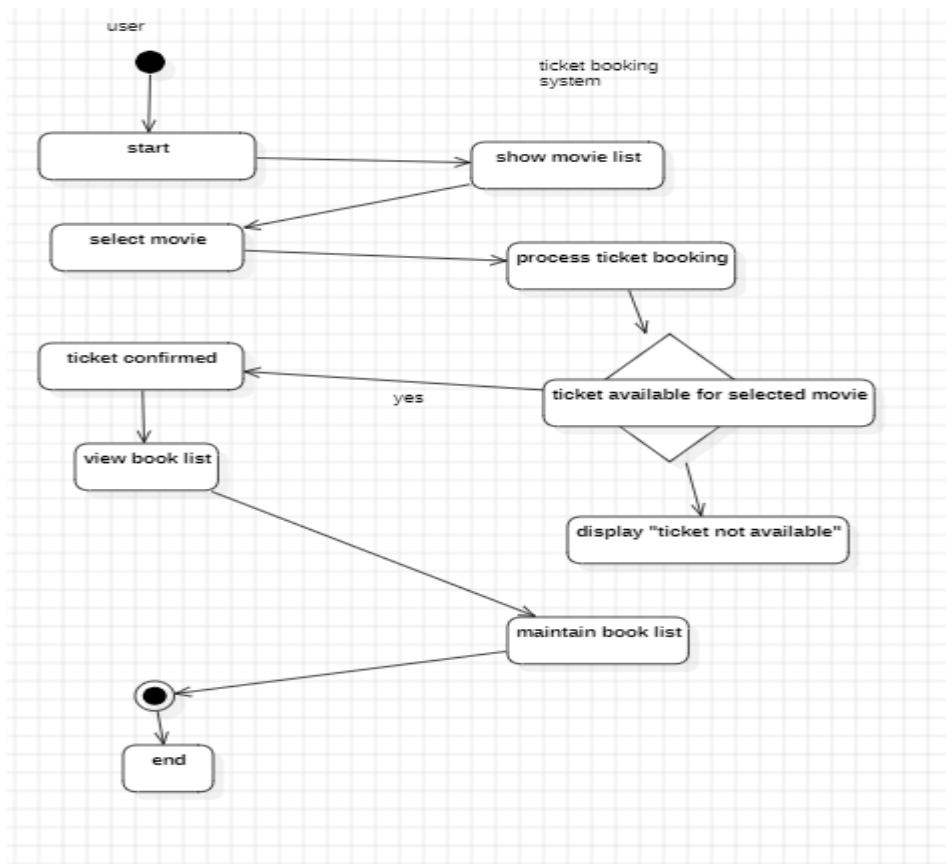 user
ticket booking
system
start
show movie list
select movie
process ticket booking
ticket confirmed
yes
ticket available for selected movie
view book list
display "ticket not available"
maintain book list
end